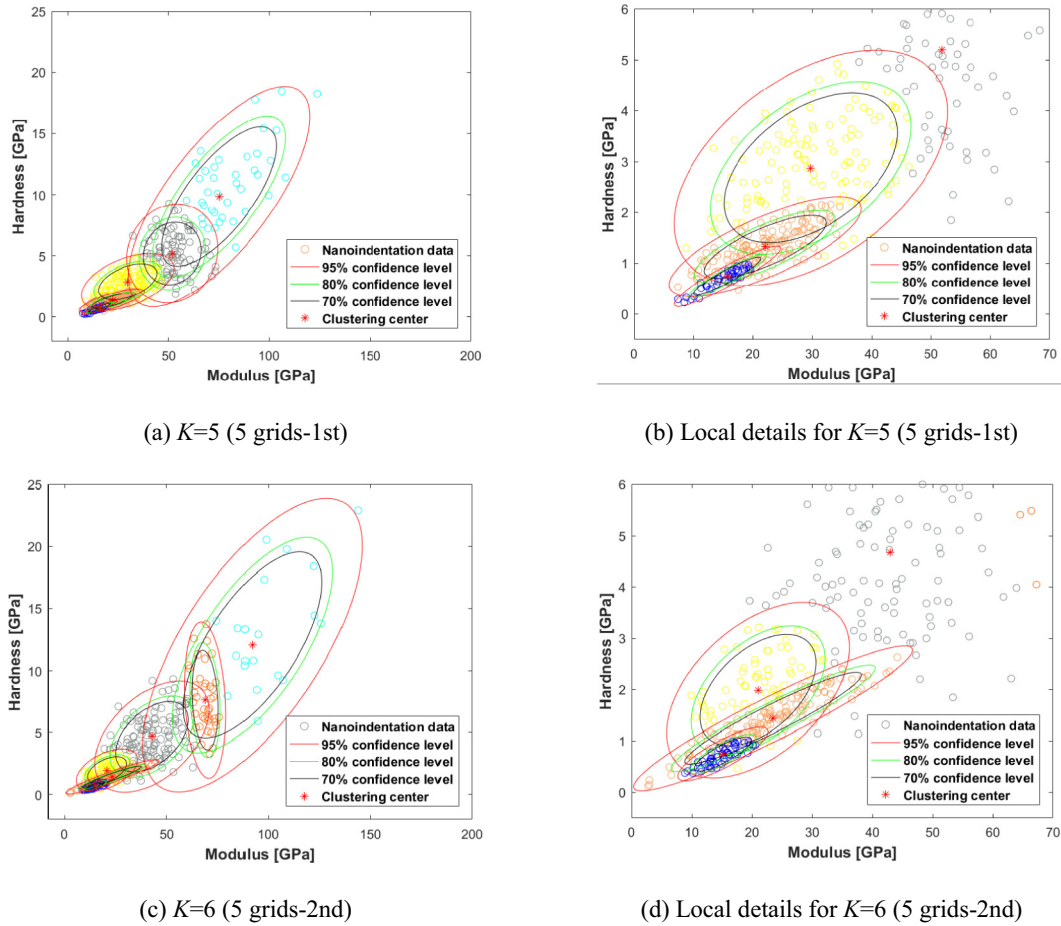 25
20
15
10
5
0
Hardness [GPa]
0 50 100 150 200
Modulus [GPa]
Nanoindentation data
95% confidence level
80% confidence level
70% confidence level
Clustering center
6
5
4
3
2
1
0
Hardness [GPa]
0 10 20 30 40 50 60 70
Modulus [GPa]
Nanoindentation data
95% confidence level
80% confidence level
70% confidence level
Clustering center
(a) K=5 (5 grids-1st)
(b) Local details for K=5 (5 grids-1st)
25
20
15
10
5
0
Hardness [GPa]
0 50 100 150 200
Modulus [GPa]
Nanoindentation data
95% confidence level
80% confidence level
70% confidence level
Clustering center
6
5
4
3
2
1
0
Hardness [GPa]
0 10 20 30 40 50 60 70
Modulus [GPa]
Nanoindentation data
95% confidence level
80% confidence level
70% confidence level
Clustering center
(c) K=6 (5 grids-2nd)
(d) Local details for K=6 (5 grids-2nd)